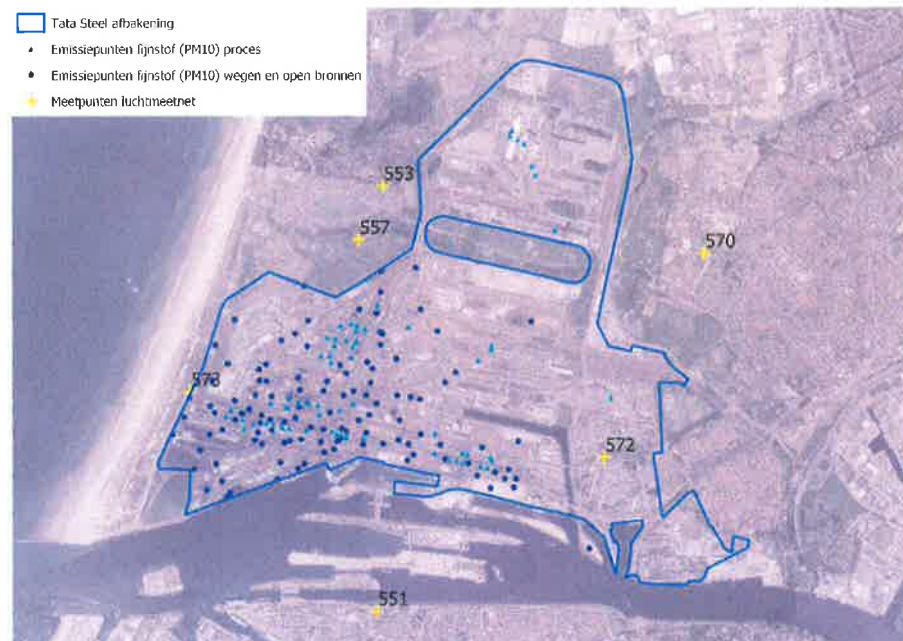 Tata Steel afbakening
Emissiepunten fijnstof (PM10) proces
Emissiepunten fijnstof (PM10) wegen en open bronnen
Meetpunten luchtmeetnet
553
557
570
573
572
551